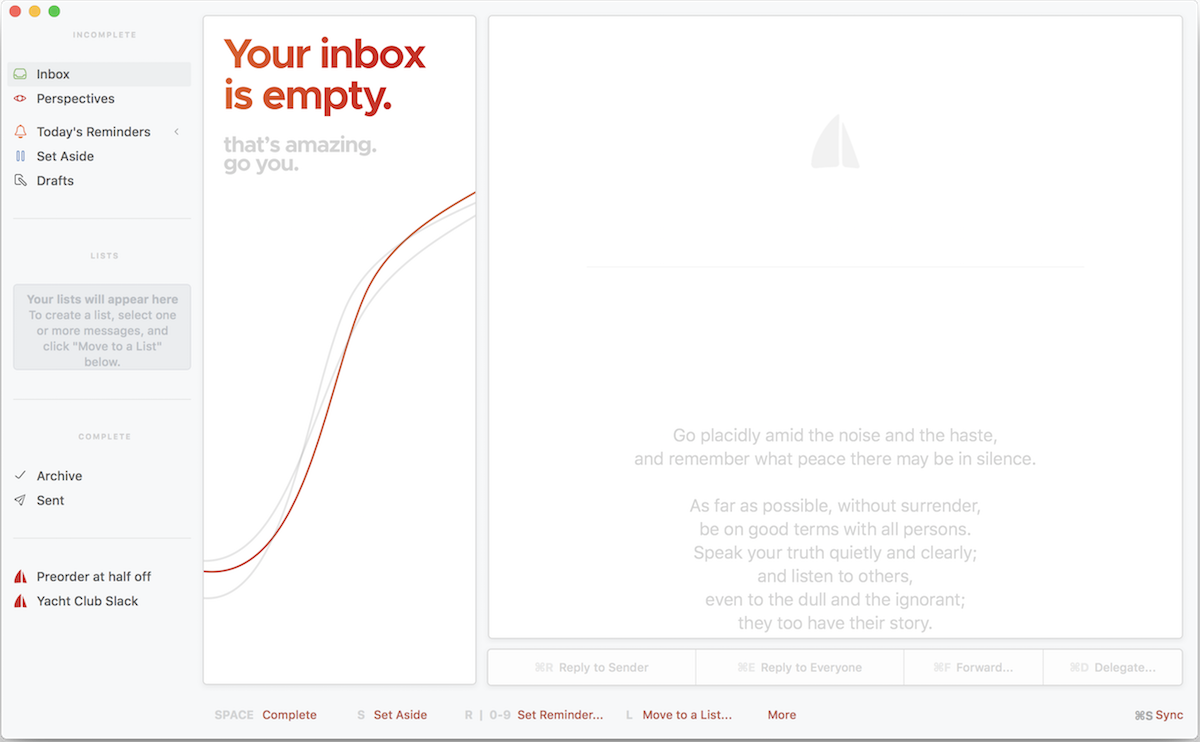 INCOMPLETE
Inbox
Perspectives
Today's Reminders
Set Aside
Drafts
LISTS
Your lists will appear here
To create a list, select one
or more messages, and
click "Move to a List"
below.
COMPLETE
Archive
Sent
Preorder at half off
Yacht Club Slack
Your inbox
is empty.
that's amazing.
go you.
Go placidly amid the noise and the haste,
and remember what peace there may be in silence.
As far as possible, without surrender,
be on good terms with all persons.
Speak your truth quietly and clearly;
and listen to others,
even to the dull and the ignorant;
they too have their story.
⌘R Reply to Sender
⌘E Reply to Everyone
⌘F Forward...
⌘D Delegate...
SPACE Complete
S Set Aside
R | 0-9 Set Reminder...
L Move to a List...
More
⌘S Sync